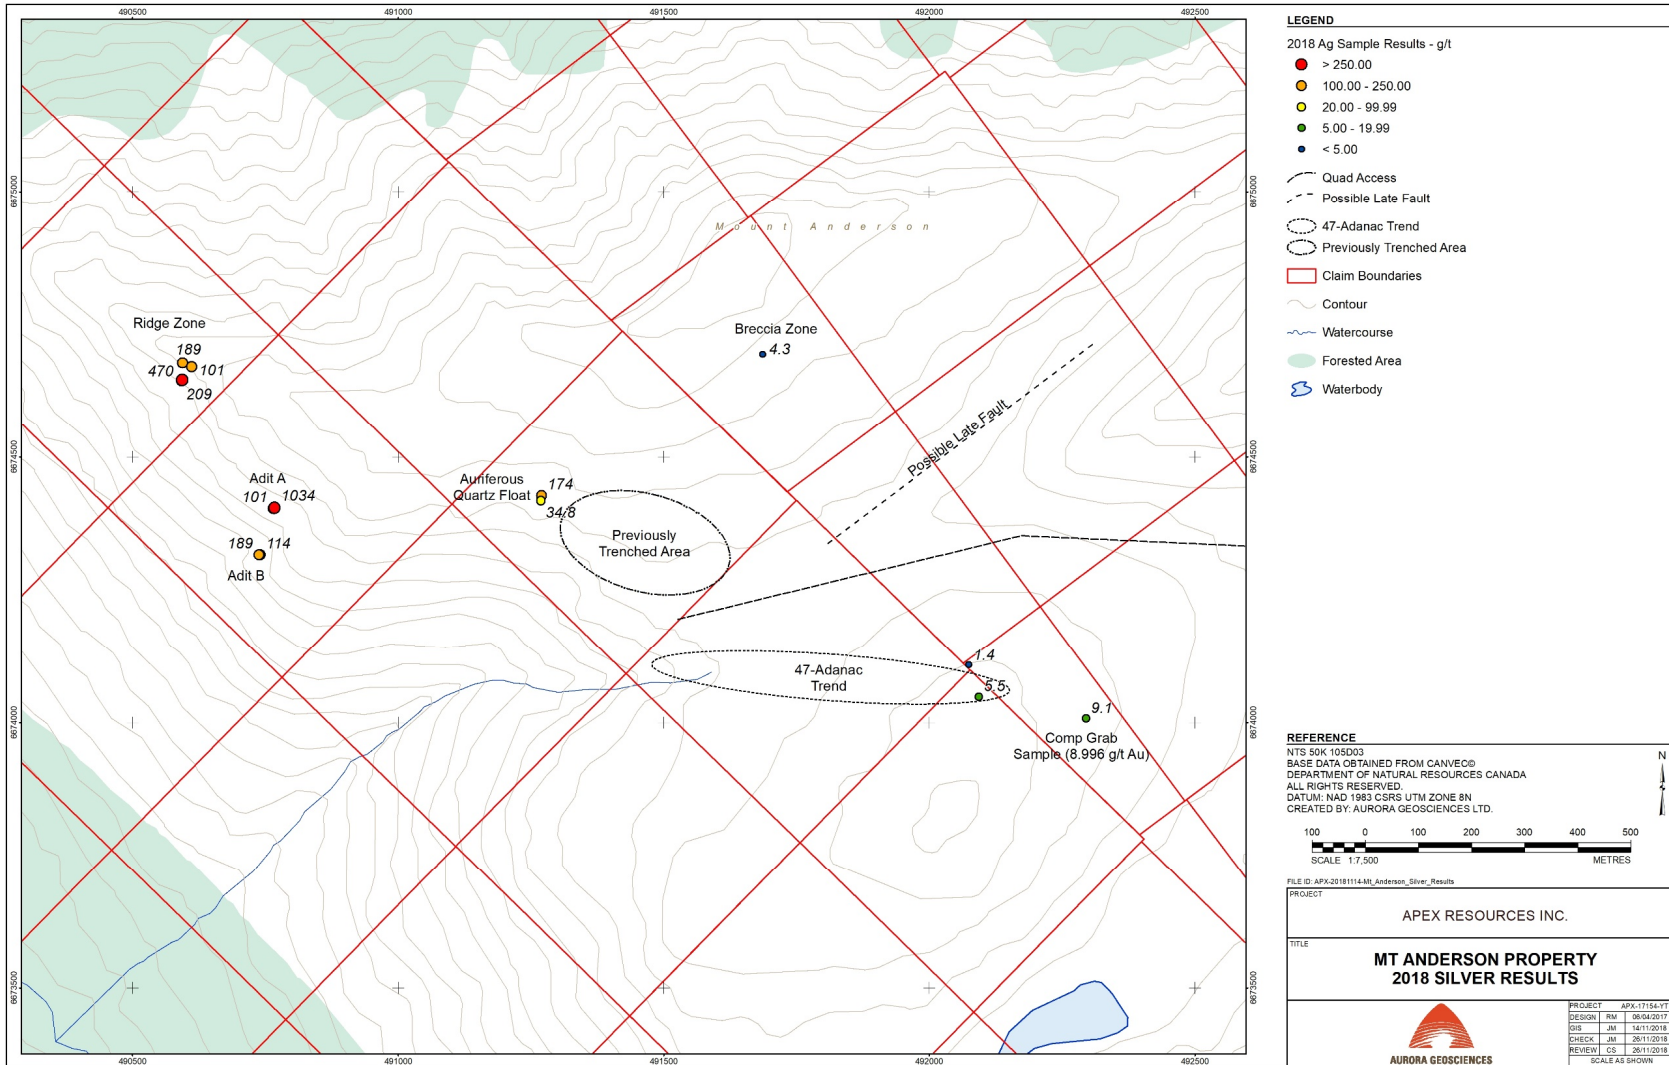 490500
491000
491500
492000
492500
6675000
6675000
Mount Anderson
Ridge Zone
189
470
101
209
Breccia Zone
4.3
Possible Late Fault
6674500
6674500
Adit A
101
1034
189
114
Adit B
Auriferous
Quartz Float
174
34.8
Previously
Trenched Area
47-Adanac
Trend
1.4
5.5
9.1
Comp Grab
Sample (8.996 g/t Au)
6674000
6674000
6673500
6673500
490500
491000
491500
492000
492500
LEGEND
2018 Ag Sample Results - g/t
> 250.00
100.00 - 250.00
20.00 - 99.99
5.00 - 19.99
< 5.00
Quad Access
Possible Late Fault
47-Adanac Trend
Previously Trenched Area
Claim Boundaries
Contour
Watercourse
Forested Area
Waterbody
REFERENCE
NTS 50K 105D03
BASE DATA OBTAINED FROM CANVEC©
DEPARTMENT OF NATURAL RESOURCES CANADA
ALL RIGHTS RESERVED.
DATUM: NAD 1983 CSRS UTM ZONE 8N
CREATED BY: AURORA GEOSCIENCES LTD.
N
100 0 100 200 300 400 500
SCALE 1:7,500 METRES
FILE ID: APX-20181114-Mt_Anderson_Silver_Results
PROJECT
APEX RESOURCES INC.
TITLE
MT ANDERSON PROPERTY
2018 SILVER RESULTS
AURORA GEOSCIENCES
PROJECT APX-17154-YT
DESIGN RM 06/04/2017
GIS JM 14/11/2018
CHECK JM 26/11/2018
REVIEW CS 26/11/2018
SCALE AS SHOWN